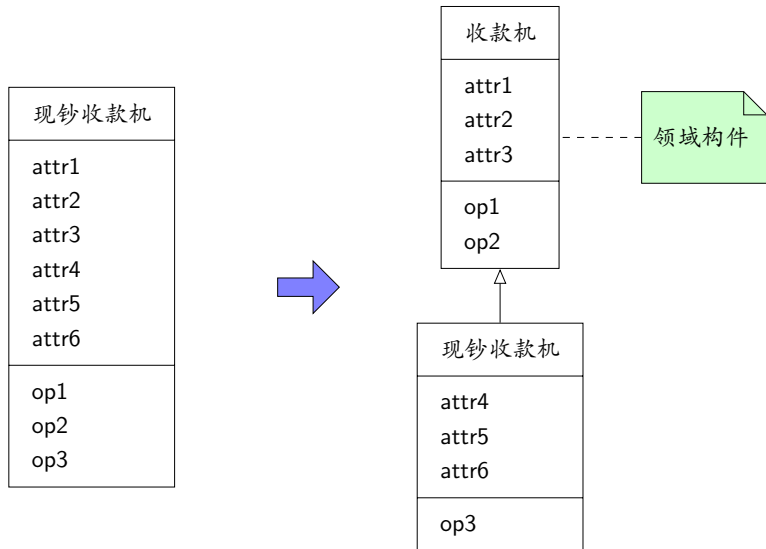 现钞收款机
attr1
attr2
attr3
attr4
attr5
attr6
op1
op2
op3
收款机
attr1
attr2
attr3
op1
op2
领域构件
现钞收款机
attr4
attr5
attr6
op3